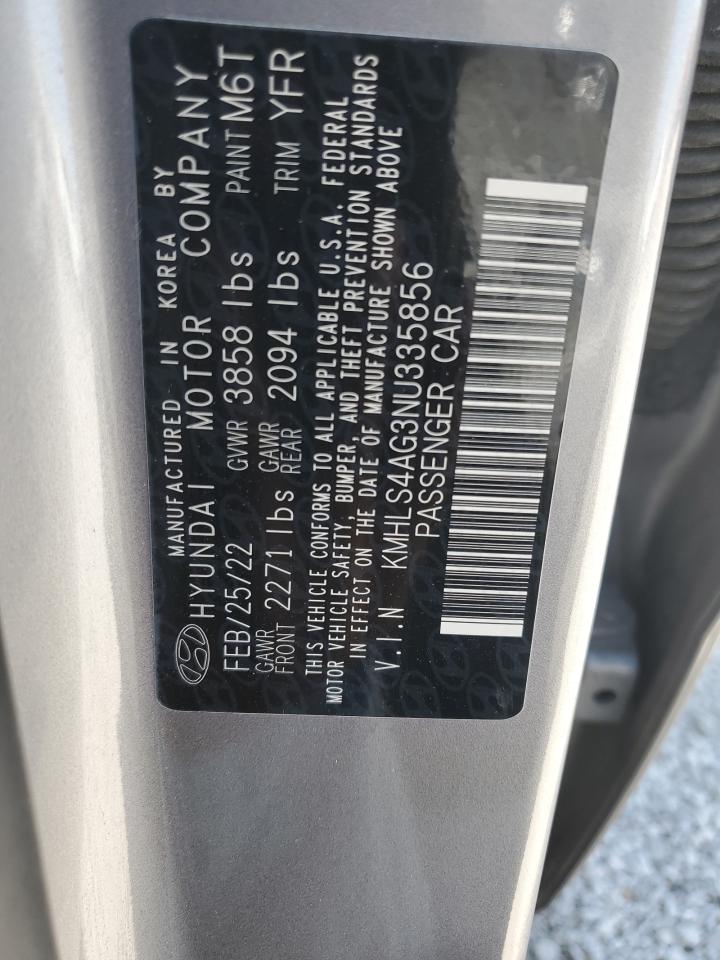 MANUFACTURED IN KOREA BY
HYUNDAI MOTOR COMPANY
FEB/25/22 GVWR 3858 lbs PAINT M6T
GAWR FRONT 2271 lbs GAWR REAR 2094 lbs TRIM YFR
THIS VEHICLE CONFORMS TO ALL APPLICABLE U.S.A. FEDERAL
MOTOR VEHICLE SAFETY, BUMPER, AND THEFT PREVENTION STANDARDS
IN EFFECT ON THE DATE OF MANUFACTURE SHOWN ABOVE
V.I.N KMHLS4AG3NU335856
PASSENGER CAR